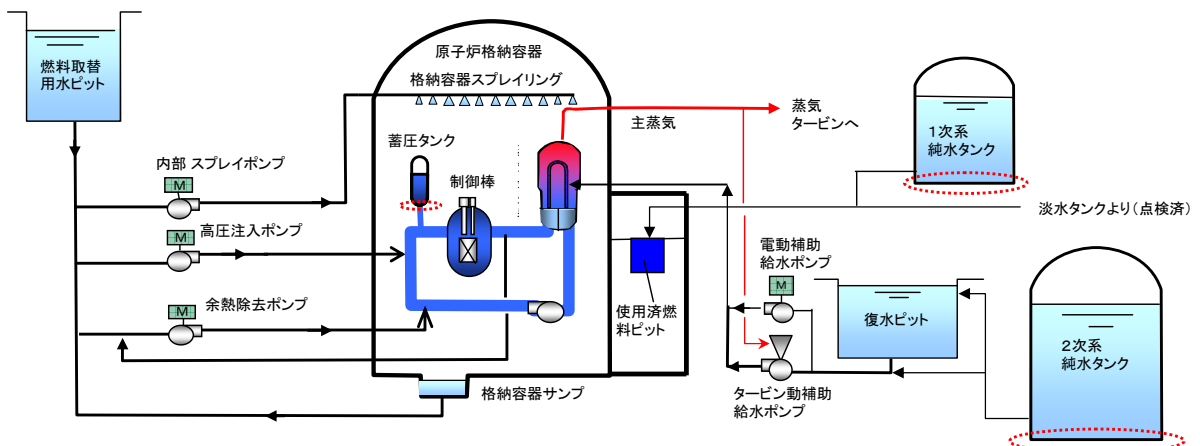 燃料取替
用水ピット
原子炉格納容器
格納容器スプレイリング
主蒸気
蒸気
タービンへ
1次系
純水タンク
蓄圧タンク
制御棒
内部 スプレイポンプ
M
高圧注入ポンプ
M
淡水タンクより(点検済)
電動補助
給水ポンプ
M
余熱除去ポンプ
M
使用済燃
料ピット
復水ピット
2次系
純水タンク
格納容器サンプ
タービン動補助
給水ポンプ